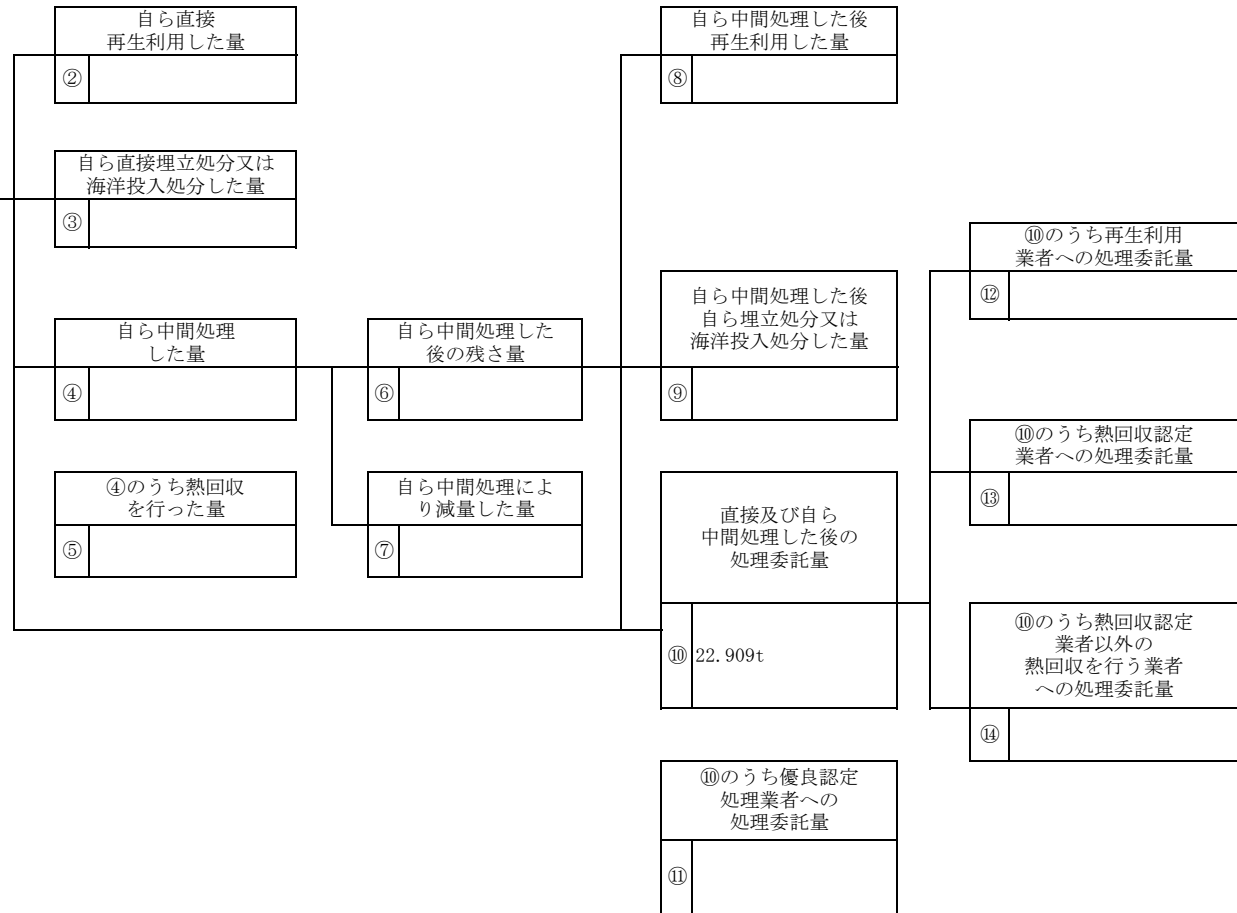 自ら直接
再生利用した量
②
自ら直接埋立処分又は
海洋投入処分した量
③
自ら中間処理
した量
④
④のうち熱回収
を行った量
⑤
自ら中間処理した
後の残さ量
⑥
自ら中間処理によ
り減量した量
⑦
自ら中間処理した後
再生利用した量
⑧
自ら中間処理した後
自ら埋立処分又は
海洋投入処分した量
⑨
直接及び自ら
中間処理した後の
処理委託量
⑩ 22.909t
⑩のうち優良認定
処理業者への
処理委託量
⑪
⑩のうち再生利用
業者への処理委託量
⑫
⑩のうち熱回収認定
業者への処理委託量
⑬
⑩のうち熱回収認定
業者以外の
熱回収を行う業者
への処理委託量
⑭